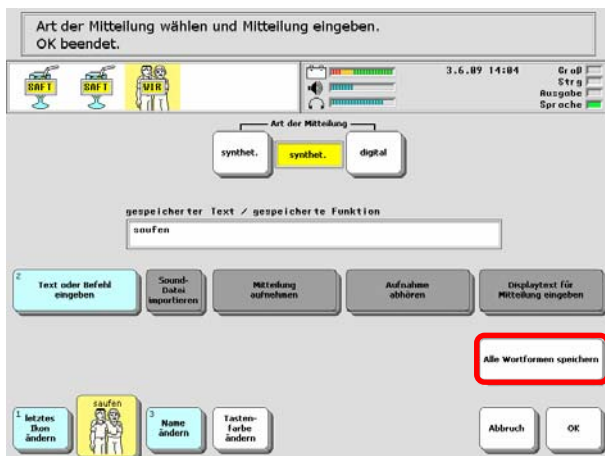 Art der Mitteilung wählen und Mitteilung eingeben.
OK beendet.
SAFT
SAFT
WIR
3.6.09 14:04
Groß
Strg
Ausgabe
Sprache
Art der Mitteilung
synthet.
synthet.
digital
gespeicherter Text / gespeicherte Funktion
saufen
2
Text oder Befehl
eingeben
Sound-
Datei
importieren
Mitteilung
aufnehmen
Aufnahme
abhören
Displaytext für
Mitteilung eingeben
Alle Wortformen speichern
1
letztes
Ikon
ändern
saufen
3
Name
ändern
Tasten-
farbe
ändern
Abbruch
OK